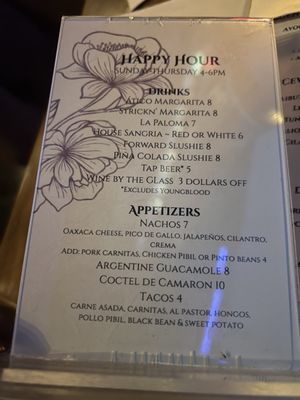 Happy Hour
Sunday-Thursday 4-6PM
Drinks
Atico Margarita 8
Strickn' Margarita 8
La Paloma 7
House Sangria ~ Red or White 6
Forward Slushie 8
Pina Colada Slushie 8
Tap Beer* 5
Wine by the Glass 3 dollars off
*Excludes Youngblood
Appetizers
Nachos 7
Oaxaca cheese, pico de gallo, jalapeños, cilantro,
crema
Add: Pork Carnitas, Chicken Pibil or Pinto Beans 4
Argentine Guacamole 8
Coctel de Camaron 10
Tacos 4
Carne asada, carnitas, al pastor, hongos,
pollo pibil, black bean & sweet potato